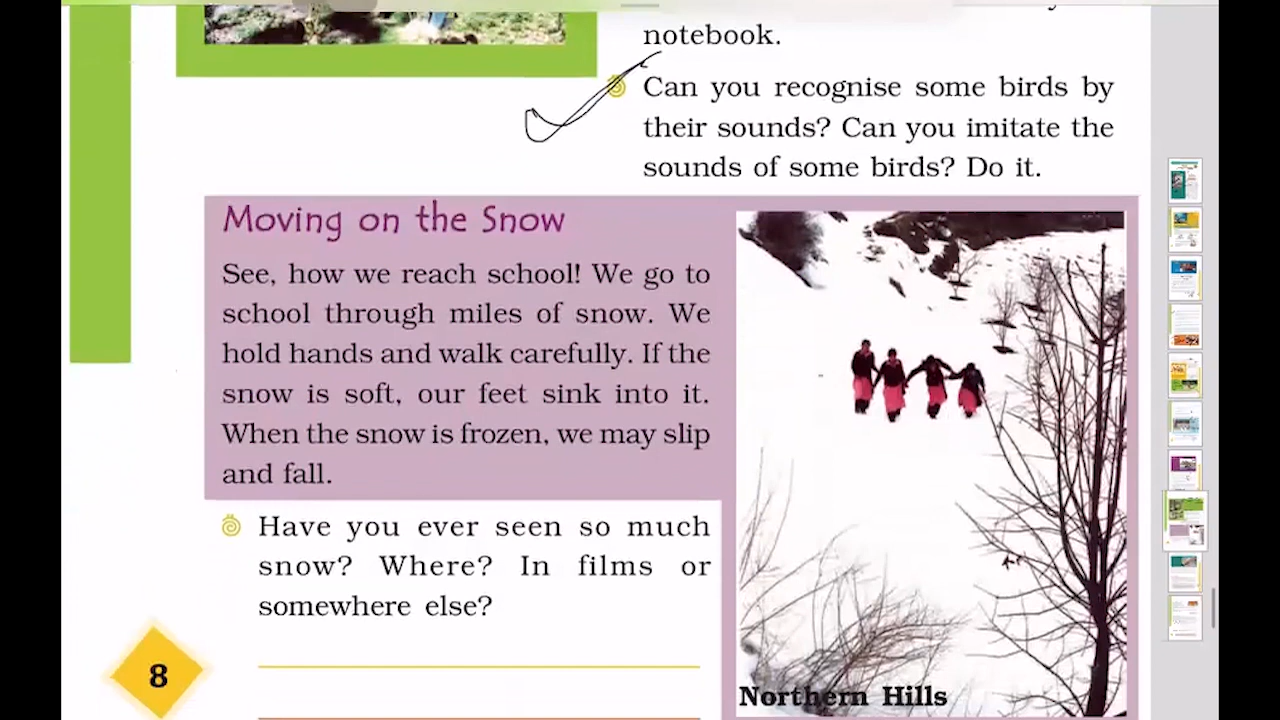 notebook.
Can you recognise some birds by
their sounds? Can you imitate the
sounds of some birds? Do it.
Moving on the Snow
See, how we reach school! We go to
school through miles of snow. We
hold hands and walk carefully. If the
snow is soft, our feet sink into it.
When the snow is frozen, we may slip
and fall.
Have you ever seen so much
snow? Where? In films or
somewhere else?
8
Northern Hills